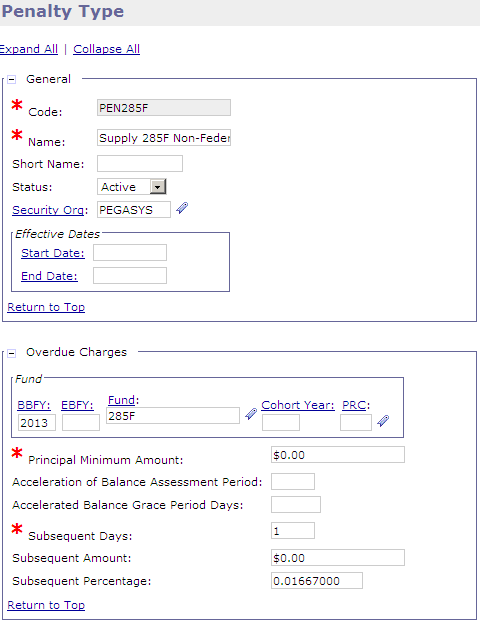 Penalty Type
Expand All | Collapse All
General
* Code: PEN285F
* Name: Supply 285F Non-Feder
Short Name:
Status: Active
Security Org: PEGASYS
Effective Dates
Start Date:
End Date:
Return to Top
Overdue Charges
Fund
BBFY: EBFY: Fund: Cohort Year: PRC:
2013 285F
* Principal Minimum Amount: $0.00
Acceleration of Balance Assessment Period:
Accelerated Balance Grace Period Days:
* Subsequent Days: 1
Subsequent Amount: $0.00
Subsequent Percentage: 0.01667000
Return to Top